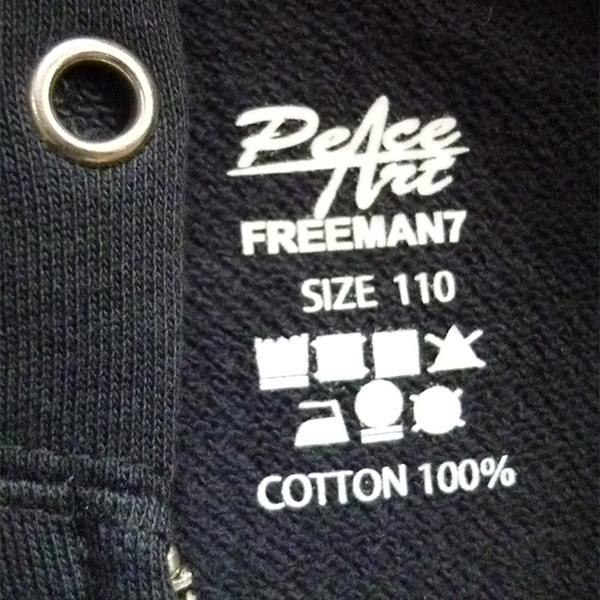 Peace
Art
FREEMAN7
SIZE 110
COTTON 100%